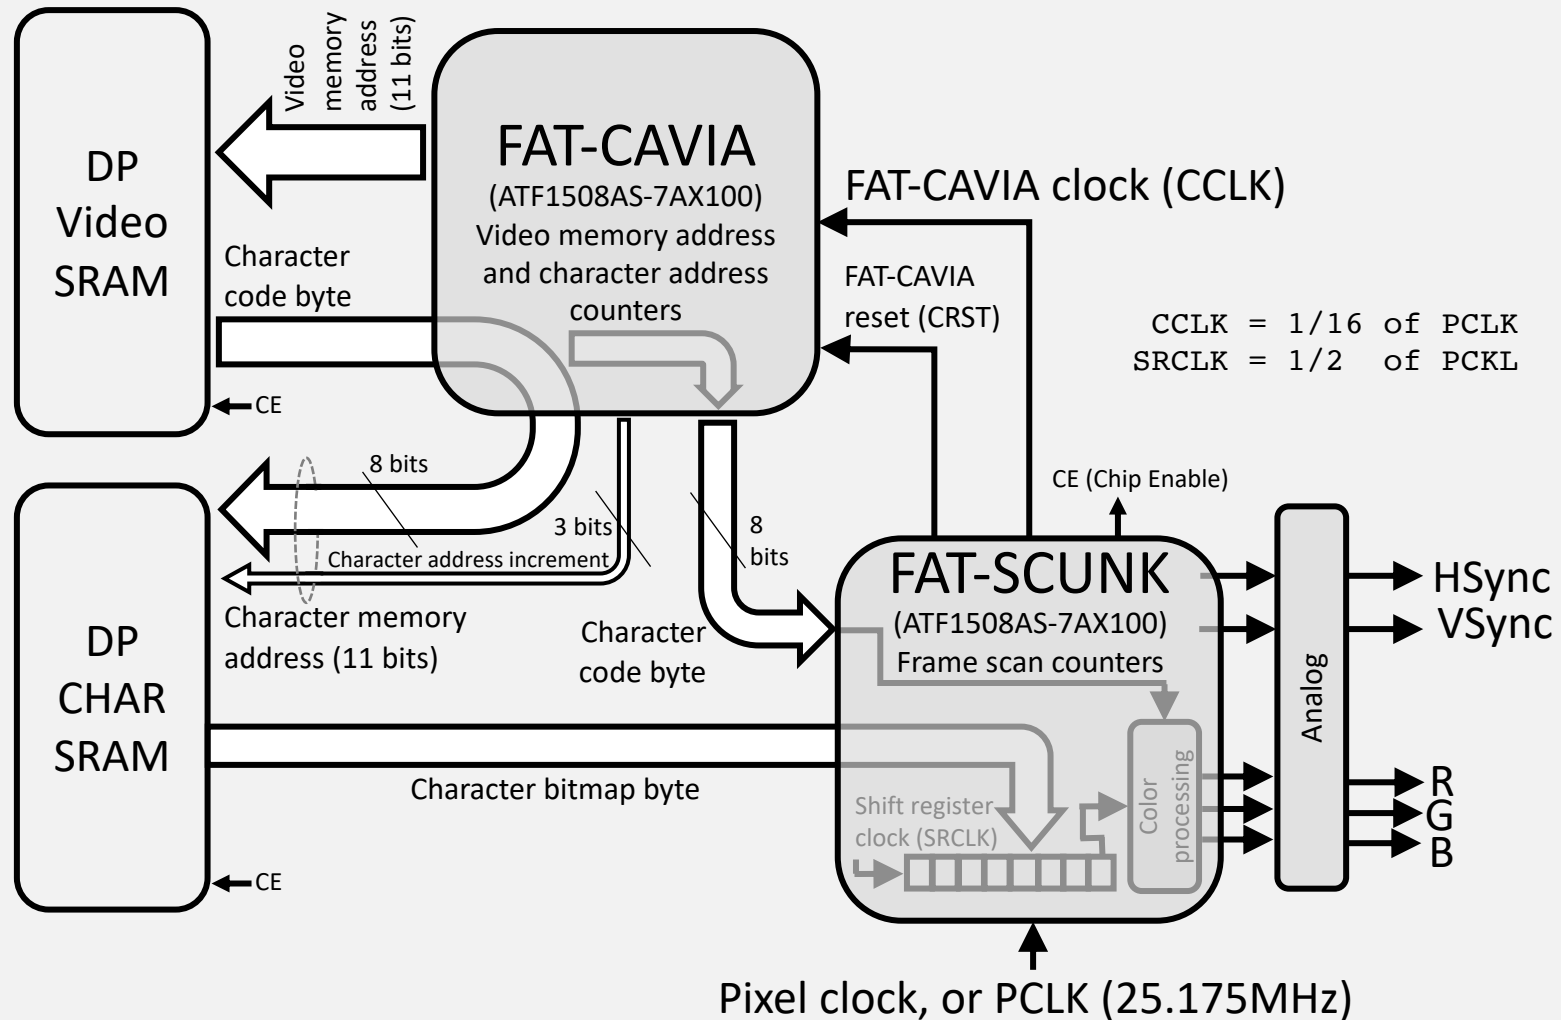 Video
memory
address
(11 bits)
DP
Video
SRAM
FAT-CAVIA
(ATF1508AS-7AX100)
Video memory address
and character address
counters
FAT-CAVIA clock (CCLK)
Character
code byte
FAT-CAVIA
reset (CRST)
CCLK = 1/16 of PCLK
SRCLK = 1/2 of PCKL
CE
8 bits
3 bits
8
bits
Character address increment
CE (Chip Enable)
DP
CHAR
SRAM
Character memory
address (11 bits)
Character
code byte
FAT-SCUNK
(ATF1508AS-7AX100)
Frame scan counters
HSync
VSync
Analog
Character bitmap byte
Shift register
clock (SRCLK)
Color
processing
R
G
B
CE
Pixel clock, or PCLK (25.175MHz)